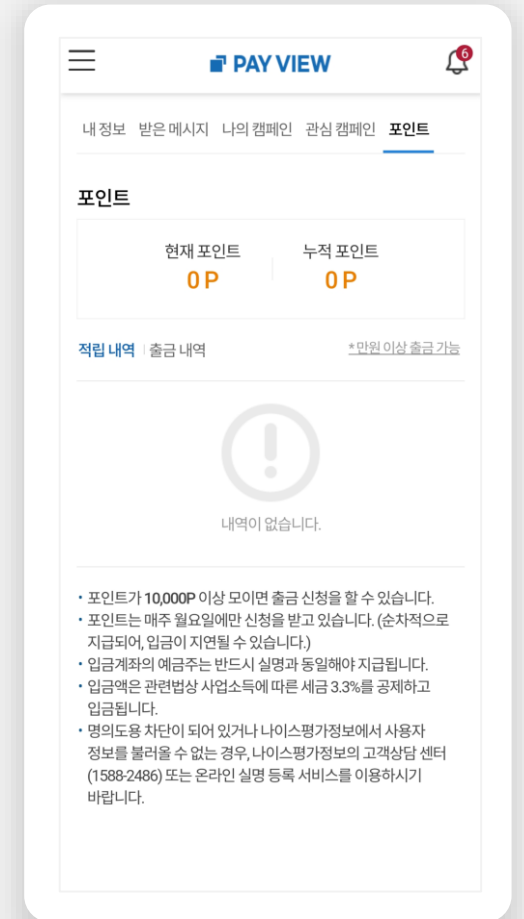 PAY VIEW
6
내 정보 받은 메시지 나의 캠페인 관심 캠페인 포인트
포인트
현재 포인트 누적 포인트
0 P 0 P
적립 내역 출금 내역 *만원 이상 출금 가능
!
내역이 없습니다.
• 포인트가 10,000P 이상 모이면 출금 신청을 할 수 있습니다.
• 포인트는 매주 월요일에만 신청을 받고 있습니다. (순차적으로
지급되어, 입금이 지연될 수 있습니다.)
• 입금계좌의 예금주는 반드시 실명과 동일해야 지급됩니다.
• 입금액은 관련법상 사업소득에 따른 세금 3.3%를 공제하고
입금됩니다.
• 명의도용 차단이 되어 있거나 나이스평가정보에서 사용자
정보를 불러올 수 없는 경우, 나이스평가정보의 고객상담 센터
(1588-2486) 또는 온라인 실명 등록 서비스를 이용하시기
바랍니다.